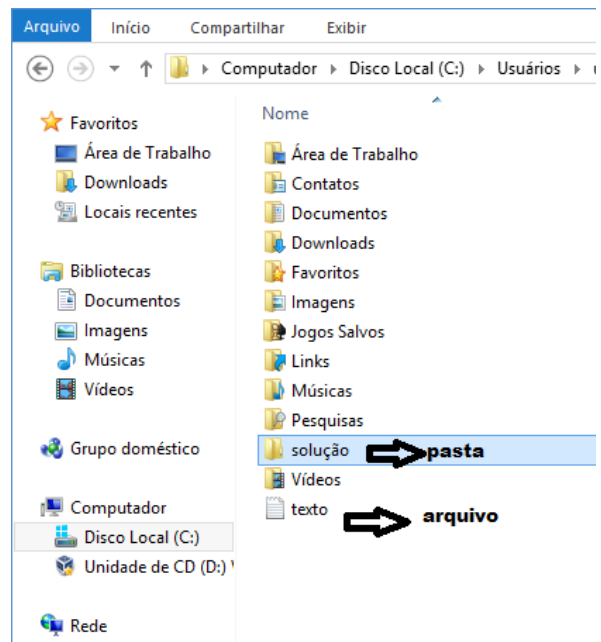 Arquivo Início Compartilhar Exibir
Computador Disco Local (C:) Usuários
Nome
Favoritos
Área de Trabalho
Downloads
Locais recentes
Bibliotecas
Documentos
Imagens
Músicas
Vídeos
Grupo doméstico
Computador
Disco Local (C:)
Unidade de CD (D:)
Rede
Área de Trabalho
Contatos
Documentos
Downloads
Favoritos
Imagens
Jogos Salvos
Links
Músicas
Pesquisas
solução pasta
Vídeos
texto arquivo